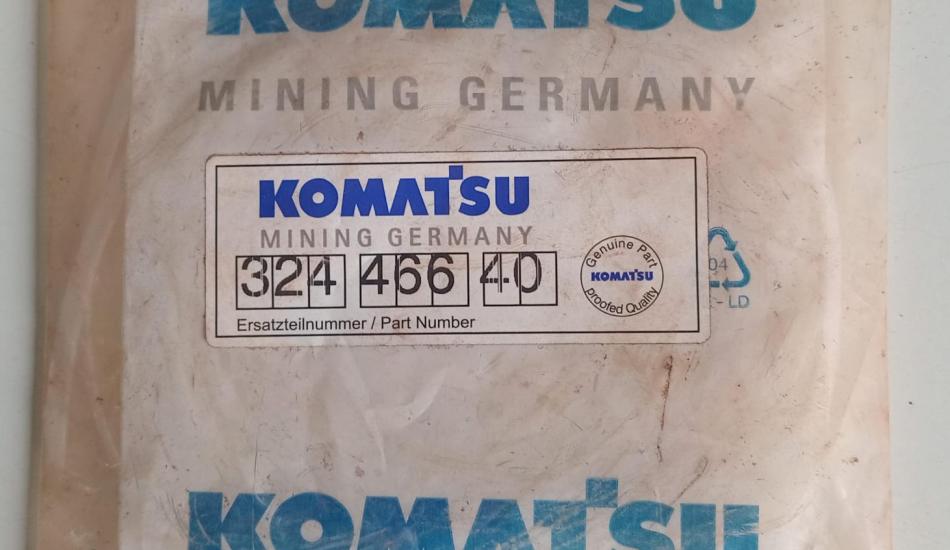 KOMATSU
MINING GERMANY
KOMATSU
MINING GERMANY
324 466 40
Ersatzteilnummer / Part Number
Genuine Part
KOMATSU
proofed Quality
04
- LD
KOMATSU